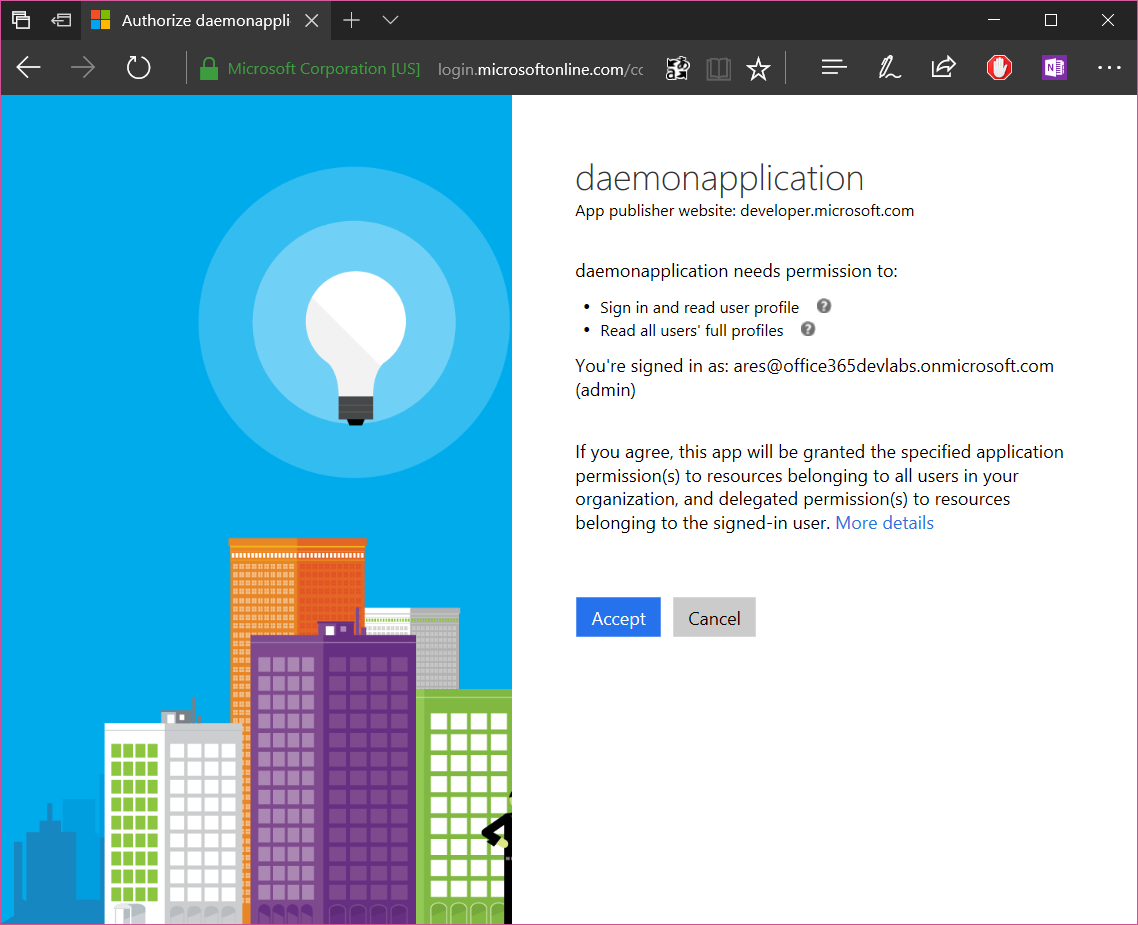 Authorize daemonappli
Microsoft Corporation [US] login.microsoftonline.com/cc
daemonapplication
App publisher website: developer.microsoft.com
daemonapplication needs permission to:
• Sign in and read user profile ?
• Read all users' full profiles ?
You're signed in as: ares@office365devlabs.onmicrosoft.com
(admin)
If you agree, this app will be granted the specified application
permission(s) to resources belonging to all users in your
organization, and delegated permission(s) to resources
belonging to the signed-in user. More details
Accept Cancel